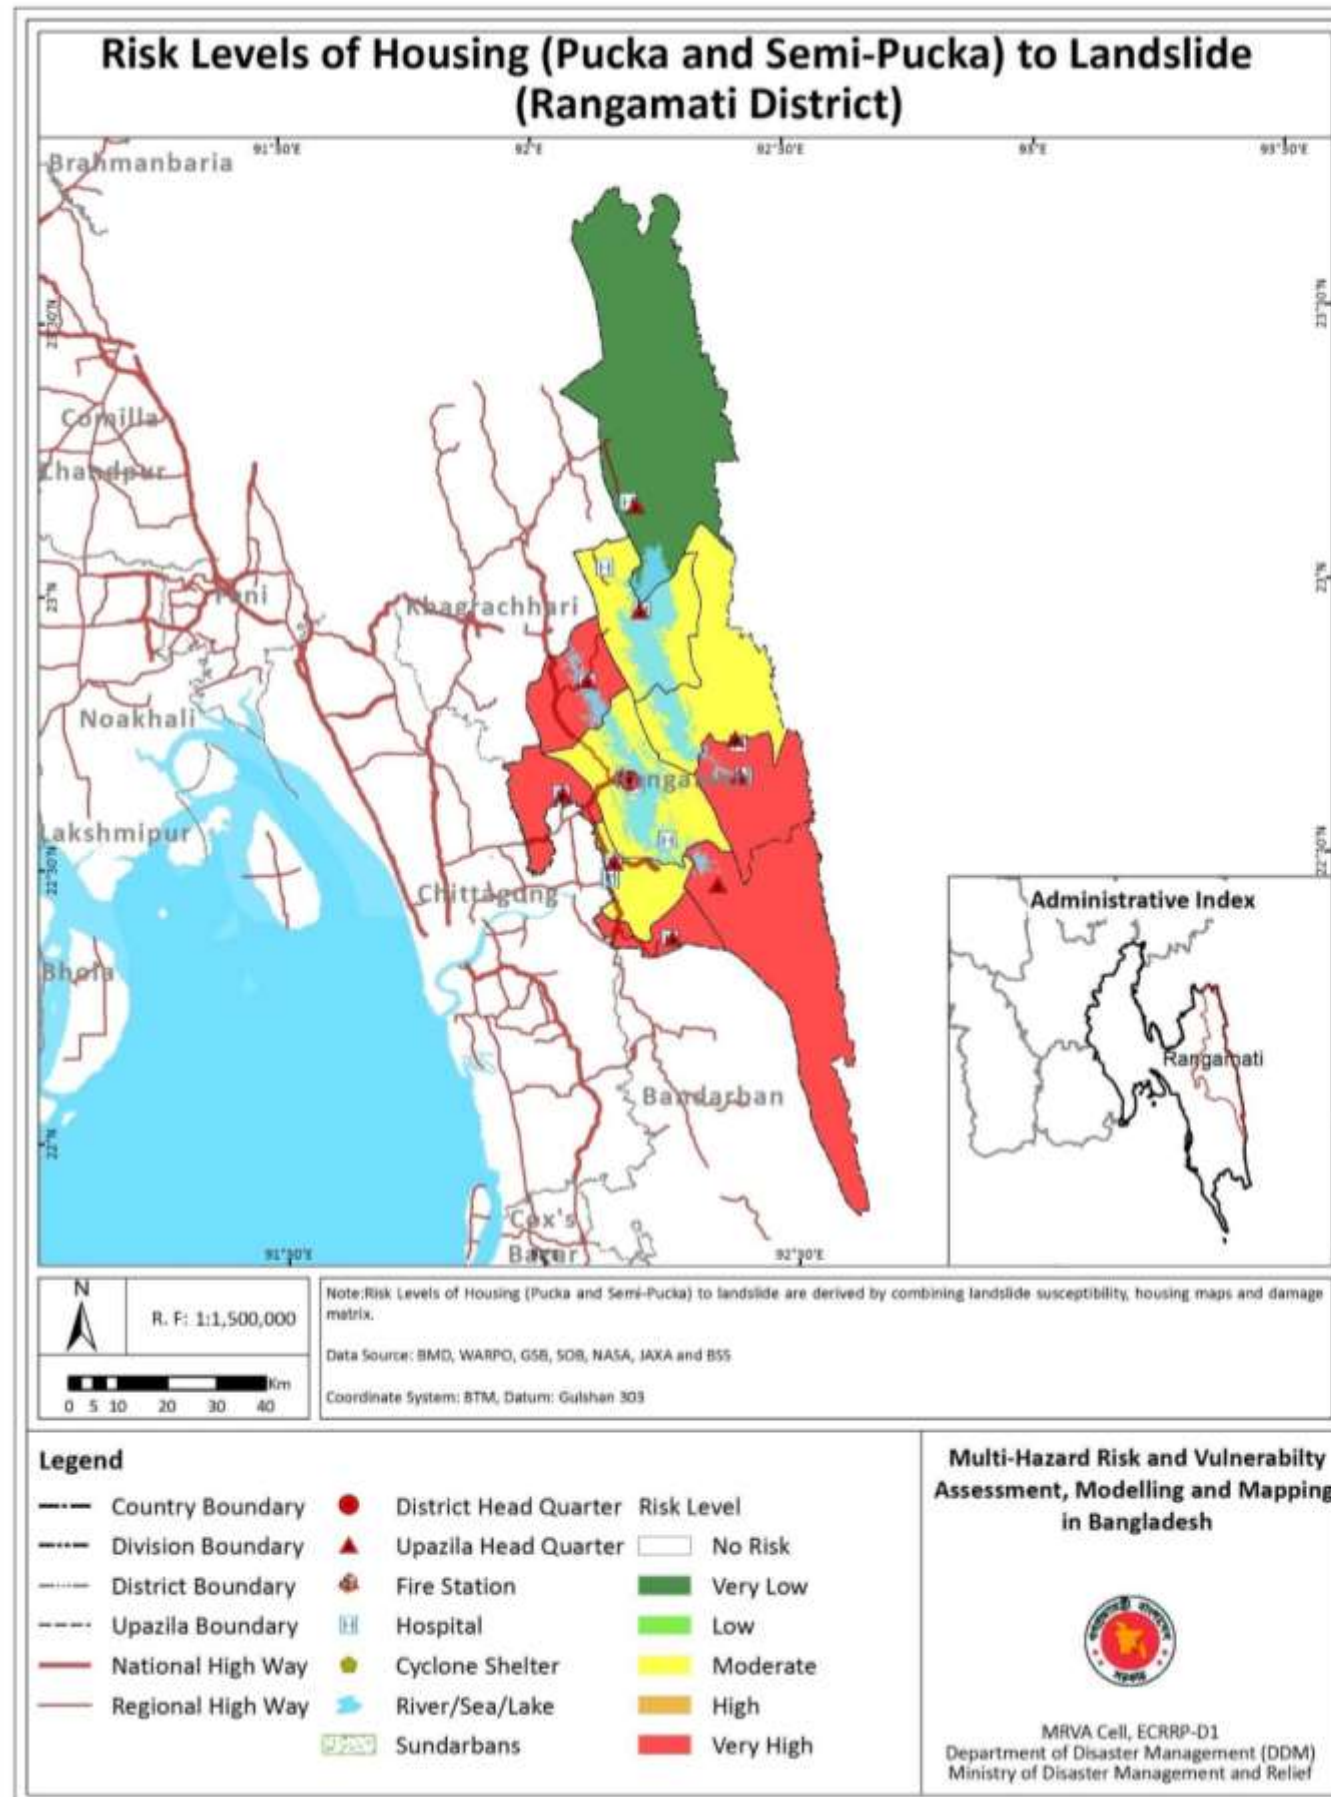 Risk Levels of Housing (Pucka and Semi-Pucka) to Landslide
(Rangamati District)
91°30'E
92°E
92°30'E
93°E
93°30'E
Brahmanbaria
23°30'N
23°30'N
Comilla
Chandpur
23°N
23°N
Feni
Khagrachhari
Noakhali
Rangamati
Lakshmipur
22°30'N
22°30'N
Chittagong
Bhola
Bandarban
22°N
Cox's
Bazar
91°30'E
92°30'E
Administrative Index
Rangamati
N
R. F: 1:1,500,000
Km
0 5 10 20 30 40
Note:Risk Levels of Housing (Pucka and Semi-Pucka) to landslide are derived by combining landslide susceptibility, housing maps and damage
matrix.
Data Source: BMD, WARPO, GSB, SOB, NASA, JAXA and BSS
Coordinate System: BTM, Datum: Gulshan 303
Legend
Country Boundary
Division Boundary
District Boundary
Upazila Boundary
National High Way
Regional High Way
District Head Quarter
Upazila Head Quarter
Fire Station
H Hospital
Cyclone Shelter
River/Sea/Lake
Sundarbans
Risk Level
No Risk
Very Low
Low
Moderate
High
Very High
Multi-Hazard Risk and Vulnerabilty
Assessment, Modelling and Mapping
in Bangladesh
MRVA Cell, ECRRP-D1
Department of Disaster Management (DDM)
Ministry of Disaster Management and Relief